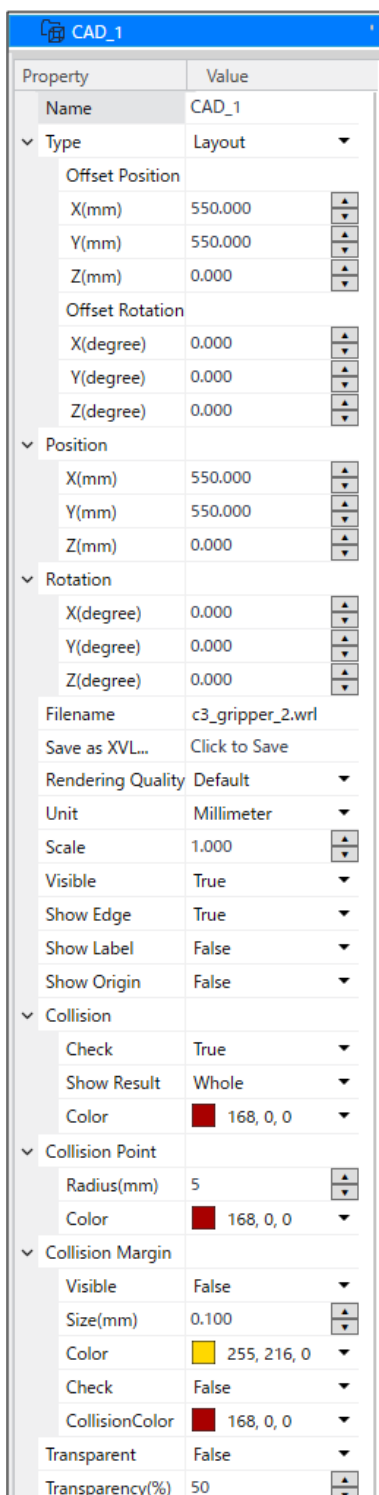 CAD_1
Property Value
Name CAD_1
Type Layout
Offset Position
X(mm) 550.000
Y(mm) 550.000
Z(mm) 0.000
Offset Rotation
X(degree) 0.000
Y(degree) 0.000
Z(degree) 0.000
Position
X(mm) 550.000
Y(mm) 550.000
Z(mm) 0.000
Rotation
X(degree) 0.000
Y(degree) 0.000
Z(degree) 0.000
Filename c3_gripper_2.wrl
Save as XVL... Click to Save
Rendering Quality Default
Unit Millimeter
Scale 1.000
Visible True
Show Edge True
Show Label False
Show Origin False
Collision
Check True
Show Result Whole
Color 168, 0, 0
Collision Point
Radius(mm) 5
Color 168, 0, 0
Collision Margin
Visible False
Size(mm) 0.100
Color 255, 216, 0
Check False
CollisionColor 168, 0, 0
Transparent False
Transparency(%) 50